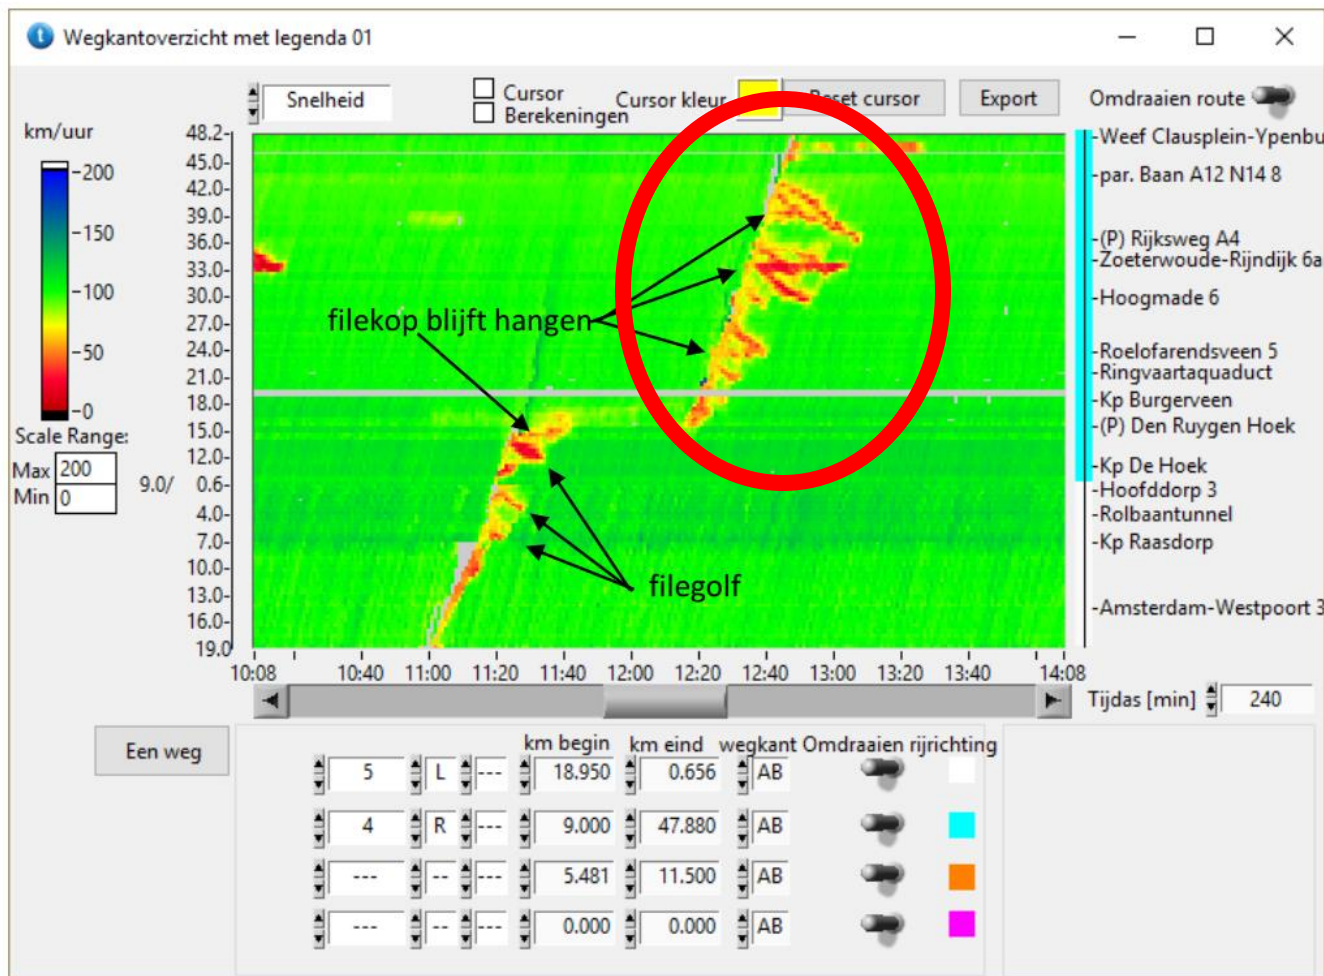 Wegkantoverzicht met legenda 01
Snelheid
Cursor
Berekeningen
Cursor kleur
Reset cursor
Export
Omdraaien route
km/uur
-200
-150
-100
-50
-0
Scale Range:
Max 200
Min 0
9.0/
48.2-
45.0-
42.0-
39.0-
36.0-
33.0-
30.0-
27.0-
24.0-
21.0-
18.0-
15.0-
12.0-
0.6-
4.0-
7.0-
10.0-
13.0-
16.0-
19.0
filekop blijft hangen
filegolf
-Weef Clausplein-Ypenbu
-par. Baan A12 N14 8
-(P) Rijksweg A4
-Zoeterwoude-Rijndijk 6a
-Hoogmade 6
-Roelofarendsveen 5
-Ringvaartaquaduct
-Kp Burgerveen
-(P) Den Ruygen Hoek
-Kp De Hoek
-Hoofddorp 3
-Rolbaantunnel
-Kp Raasdorp
-Amsterdam-Westpoort 3
10:08 10:40 11:00 11:20 11:40 12:00 12:20 12:40 13:00 13:20 13:40 14:08
Tijdas [min] 240
Een weg
km begin km eind wegkant Omdraaien rijrichting
5 L --- 18.950 0.656 AB
4 R --- 9.000 47.880 AB
--- -- --- 5.481 11.500 AB
--- -- --- 0.000 0.000 AB